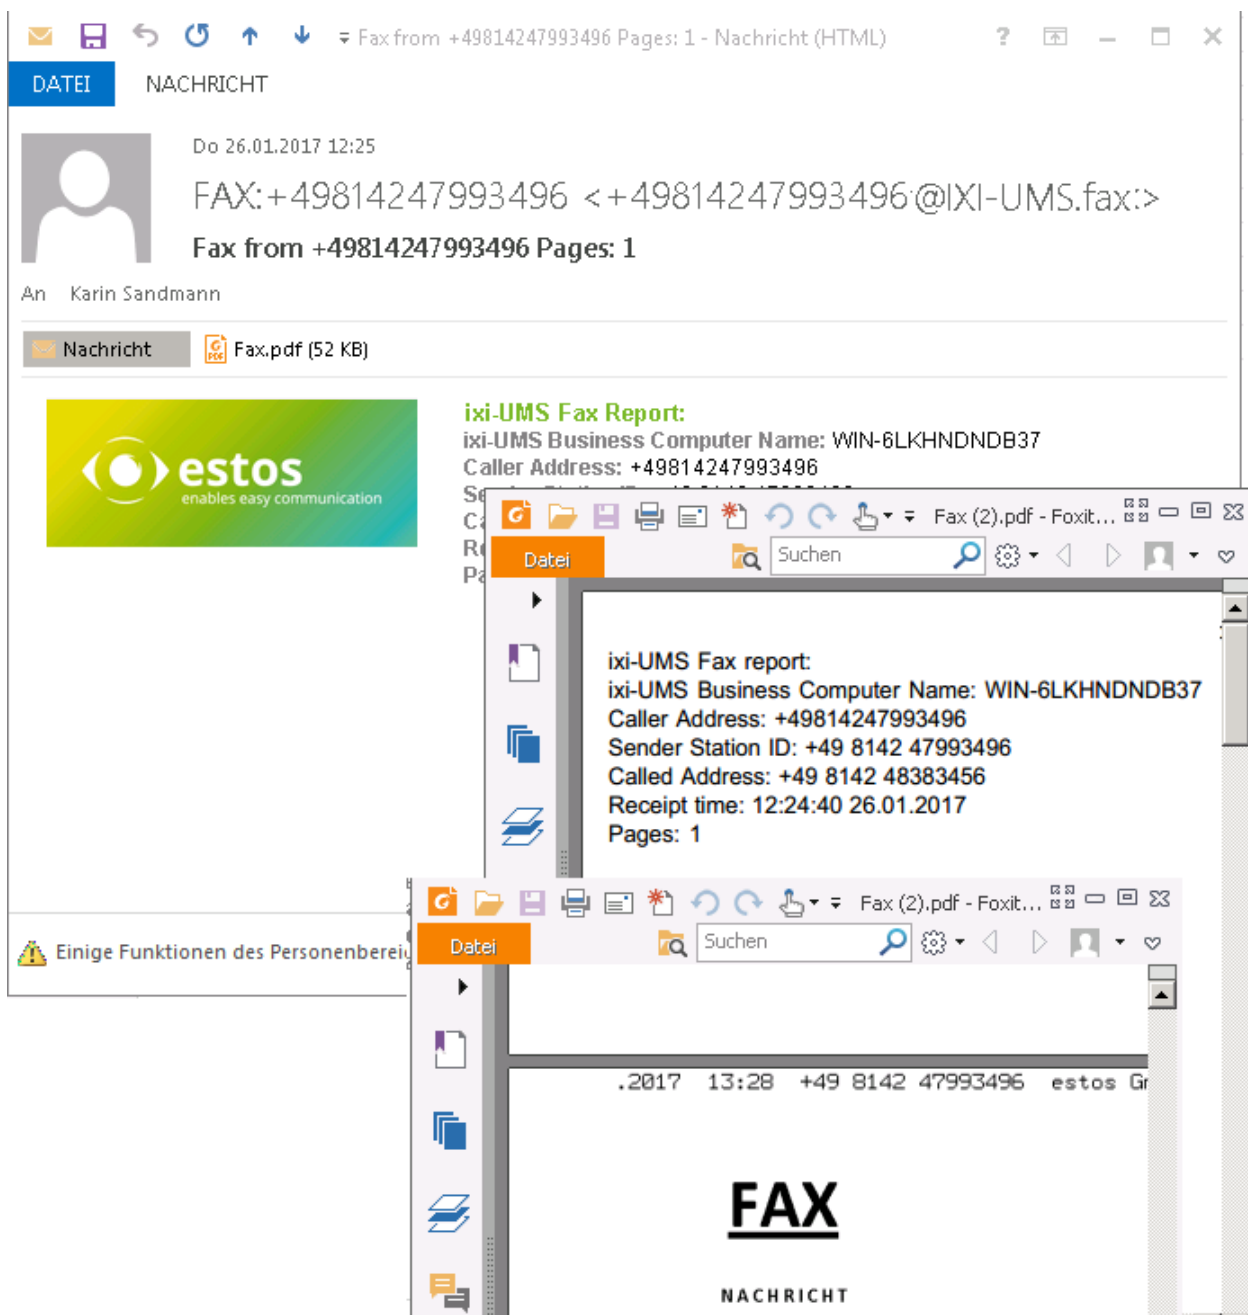 Fax from +49814247993496 Pages: 1 - Nachricht (HTML)
DATEI NACHRICHT
Do 26.01.2017 12:25
FAX:+49814247993496 <+49814247993496@IXI-UMS.fax:>
Fax from +49814247993496 Pages: 1
An Karin Sandmann
Nachricht Fax.pdf (52 KB)
estos
enables easy communication
ixi-UMS Fax Report:
ixi-UMS Business Computer Name: WIN-6LKHNDNDB37
Caller Address: +49814247993496
Fax (2).pdf - Foxit...
Datei Suchen
ixi-UMS Fax report:
ixi-UMS Business Computer Name: WIN-6LKHNDNDB37
Caller Address: +49814247993496
Sender Station ID: +49 8142 47993496
Called Address: +49 8142 48383456
Receipt time: 12:24:40 26.01.2017
Pages: 1
Einige Funktionen des
Fax (2).pdf - Foxit...
Datei Suchen
.2017 13:28 +49 8142 47993496 estos
FAX
NACHRICHT